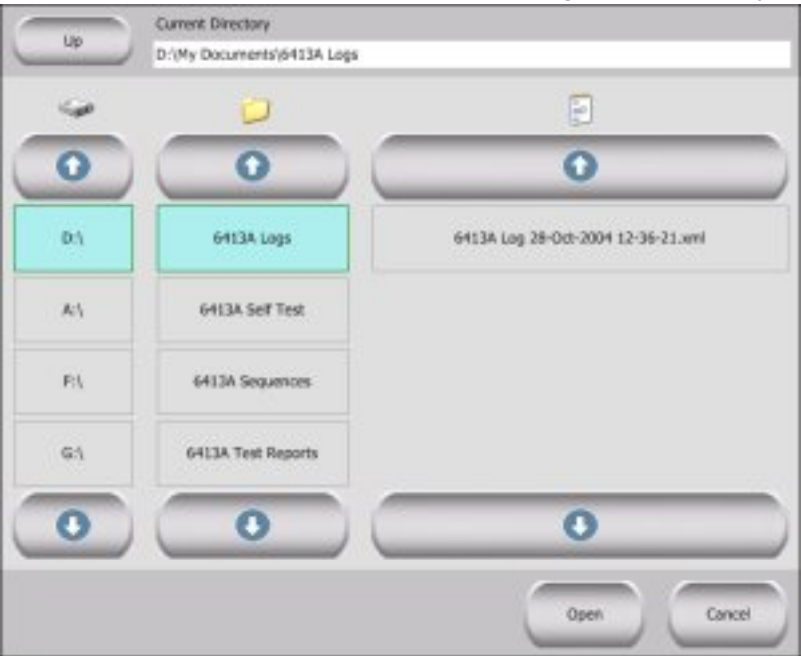 Up
Current Directory
D:\My Documents\6413A Logs
D:\
6413A Logs
6413A Log 28-Oct-2004 12-36-21.xml
A:\
6413A Self Test
F:\
6413A Sequences
G:\
6413A Test Reports
Open
Cancel